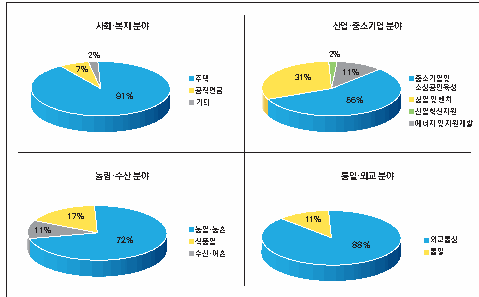 사회·복지 분야
2%
7%
91%
주택
공적연금
기타
산업·중소기업 분야
2%
11%
31%
56%
중소기업 및
소상공인육성
산업 및 벤처
산업혁신지원
에너지 및 자원개발
농림·수산 분야
17%
11%
72%
농업·농촌
식품업
수산·어촌
통일·외교 분야
11%
88%
외교통상
통일